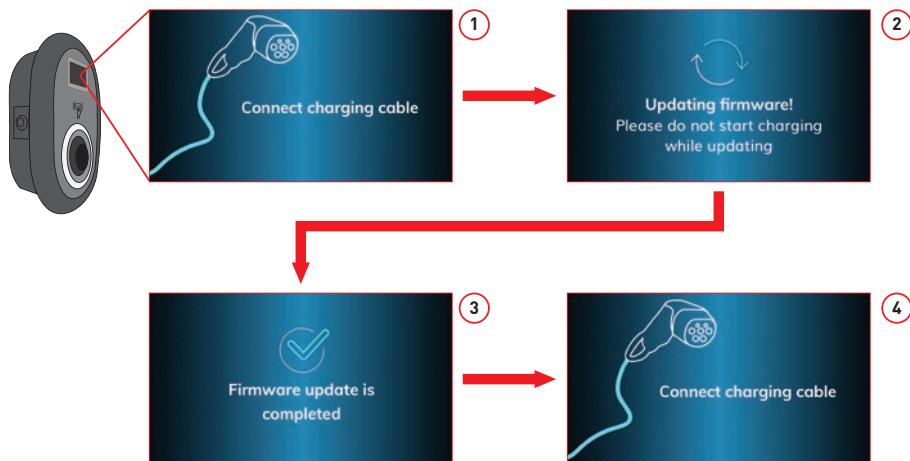 1
Connect charging cable
2
Updating firmware!
Please do not start charging
while updating
3
Firmware update is
completed
4
Connect charging cable